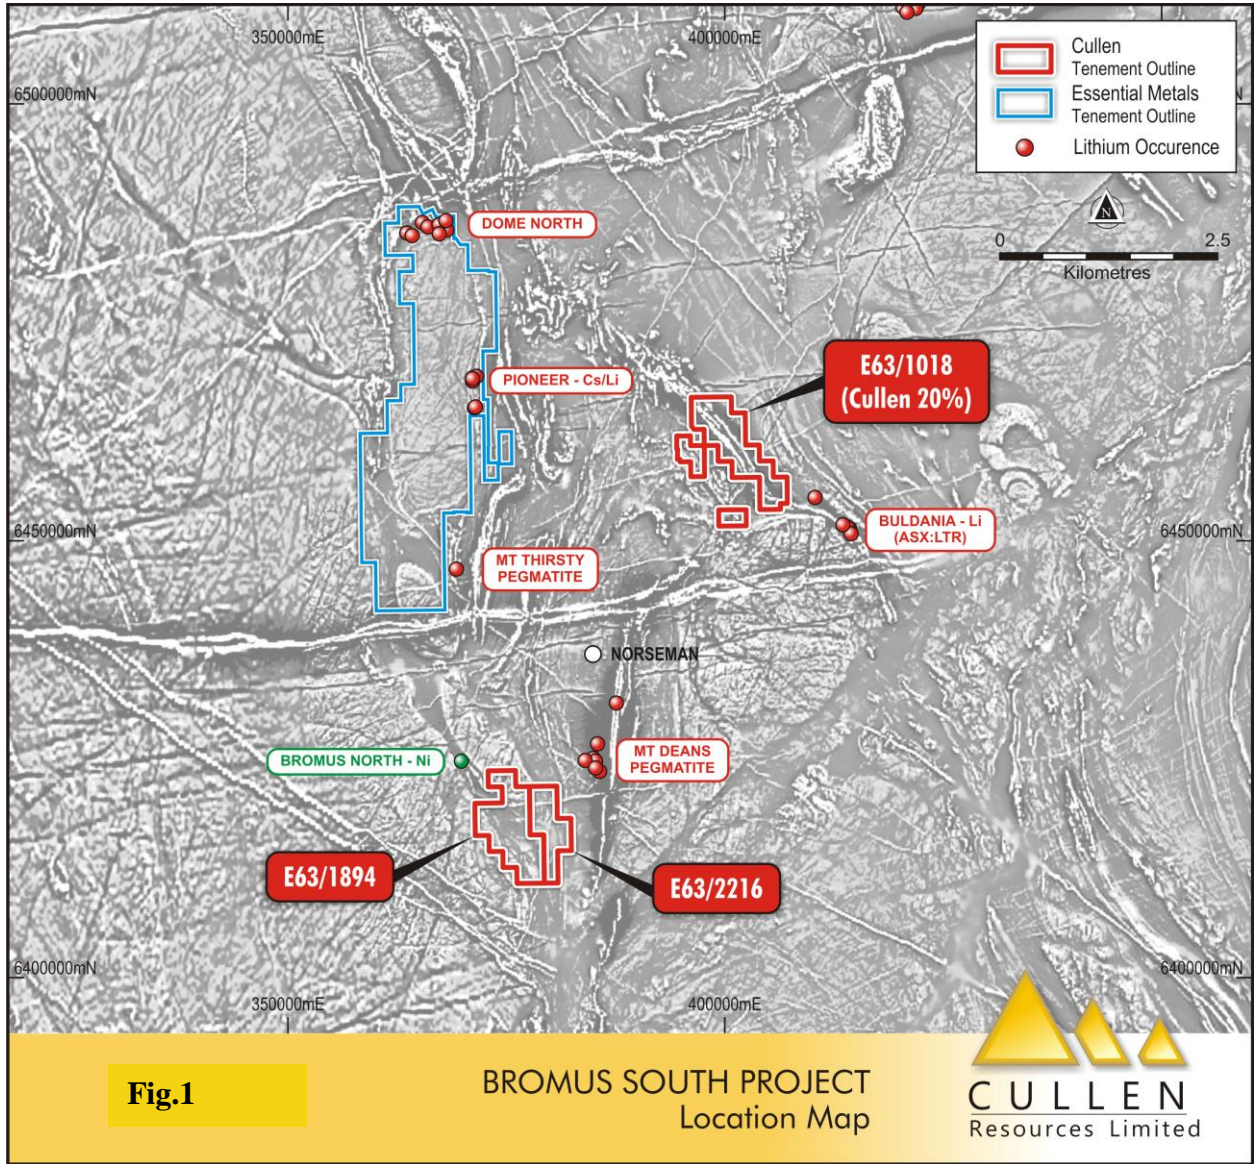 350000mE
400000mE
6500000mN
N
Cullen
Tenement Outline
Essential Metals
Tenement Outline
Lithium Occurence
N
0 2.5
Kilometres
DOME NORTH
PIONEER - Cs/Li
E63/1018
(Cullen 20%)
6450000mN
6450000mN
BULDANIA - Li
(ASX:LTR)
MT THIRSTY
PEGMATITE
NORSEMAN
BROMUS NORTH - Ni
MT DEANS
PEGMATITE
E63/1894
E63/2216
6400000mN
6400000mN
350000mE
400000mE
Fig.1
BROMUS SOUTH PROJECT
Location Map
CULLEN
Resources Limited